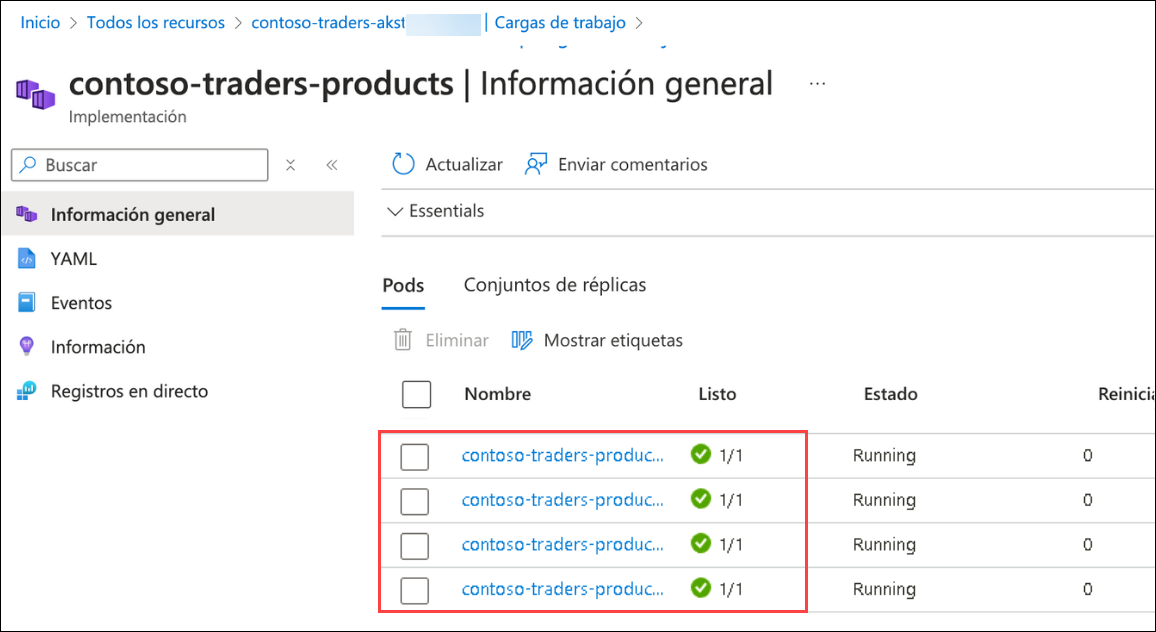 Inicio > Todos los recursos > contoso-traders-akst | Cargas de trabajo >
contoso-traders-products | Información general ...
Implementación
Buscar
Actualizar Enviar comentarios
Información general
Essentials
YAML
Pods Conjuntos de réplicas
Eventos
Eliminar Mostrar etiquetas
Información
Registros en directo
Nombre Listo Estado Reinicia
contoso-traders-produc... 1/1 Running 0
contoso-traders-produc... 1/1 Running 0
contoso-traders-produc... 1/1 Running 0
contoso-traders-produc... 1/1 Running 0